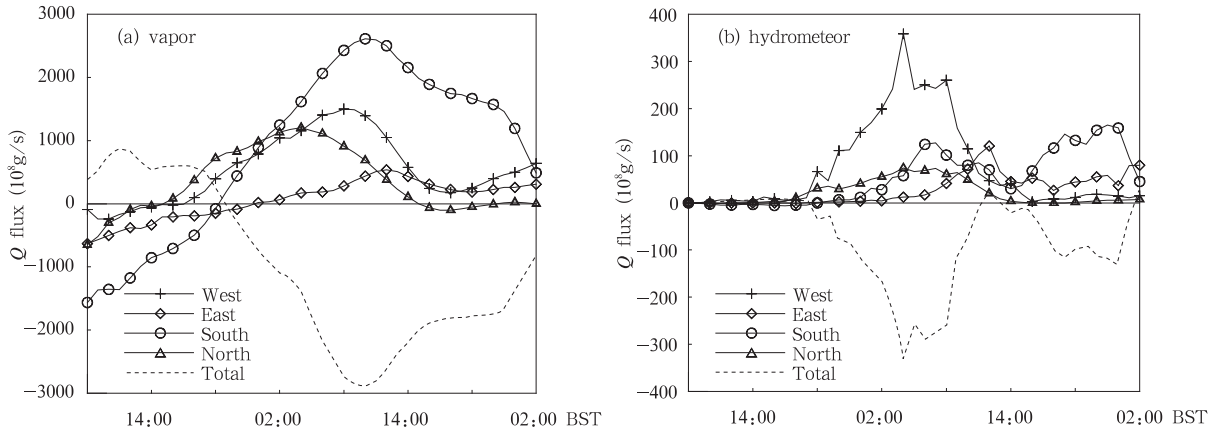 (a) vapor
Q flux (10⁸g/s)
3000
2000
1000
0
−1000
−2000
−3000
West
East
South
North
Total
14:00 02:00 14:00 02:00 BST
(b) hydrometeor
Q flux (10⁸g/s)
400
300
200
100
0
−100
−200
−300
−400
West
East
South
North
Total
14:00 02:00 14:00 02:00 BST